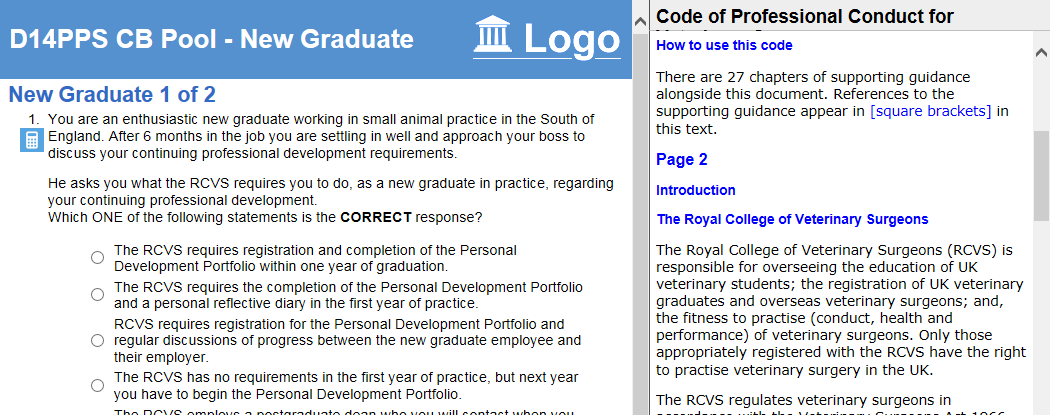 D14PPS CB Pool - New Graduate
Logo
New Graduate 1 of 2
1. You are an enthusiastic new graduate working in small animal practice in the South of
England. After 6 months in the job you are settling in well and approach your boss to
discuss your continuing professional development requirements.
He asks you what the RCVS requires you to do, as a new graduate in practice, regarding
your continuing professional development.
Which ONE of the following statements is the CORRECT response?
The RCVS requires registration and completion of the Personal
Development Portfolio within one year of graduation.
The RCVS requires the completion of the Personal Development Portfolio
and a personal reflective diary in the first year of practice.
RCVS requires registration for the Personal Development Portfolio and
regular discussions of progress between the new graduate employee and
their employer.
The RCVS has no requirements in the first year of practice, but next year
you have to begin the Personal Development Portfolio.
The RCVS employs a postgraduate dean who you will contact when you
Code of Professional Conduct for
How to use this code
There are 27 chapters of supporting guidance
alongside this document. References to the
supporting guidance appear in [square brackets] in
this text.
Page 2
Introduction
The Royal College of Veterinary Surgeons
The Royal College of Veterinary Surgeons (RCVS) is
responsible for overseeing the education of UK
veterinary students; the registration of UK veterinary
graduates and overseas veterinary surgeons; and,
the fitness to practise (conduct, health and
performance) of veterinary surgeons. Only those
appropriately registered with the RCVS have the right
to practise veterinary surgery in the UK.
The RCVS regulates veterinary surgeons in
accordance with the Veterinary Surgeons Act 1966